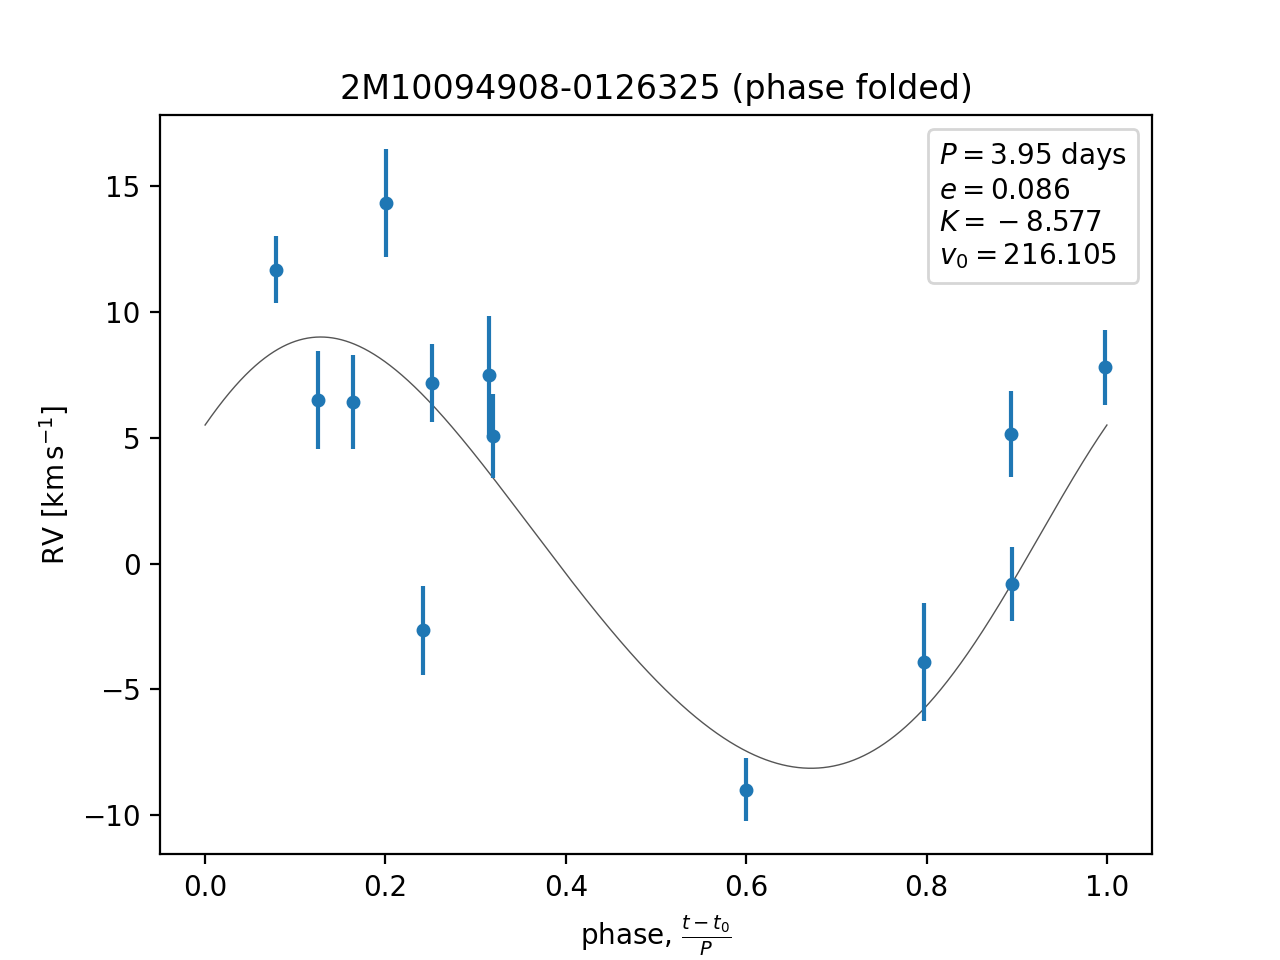 2M10094908-0126325 (phase folded)
P = 3.95 days
e = 0.086
K = −8.577
v₀ = 216.105
15
10
5
0
−5
−10
RV [km s⁻¹]
0.0 0.2 0.4 0.6 0.8 1.0
phase, (t − t₀)/P